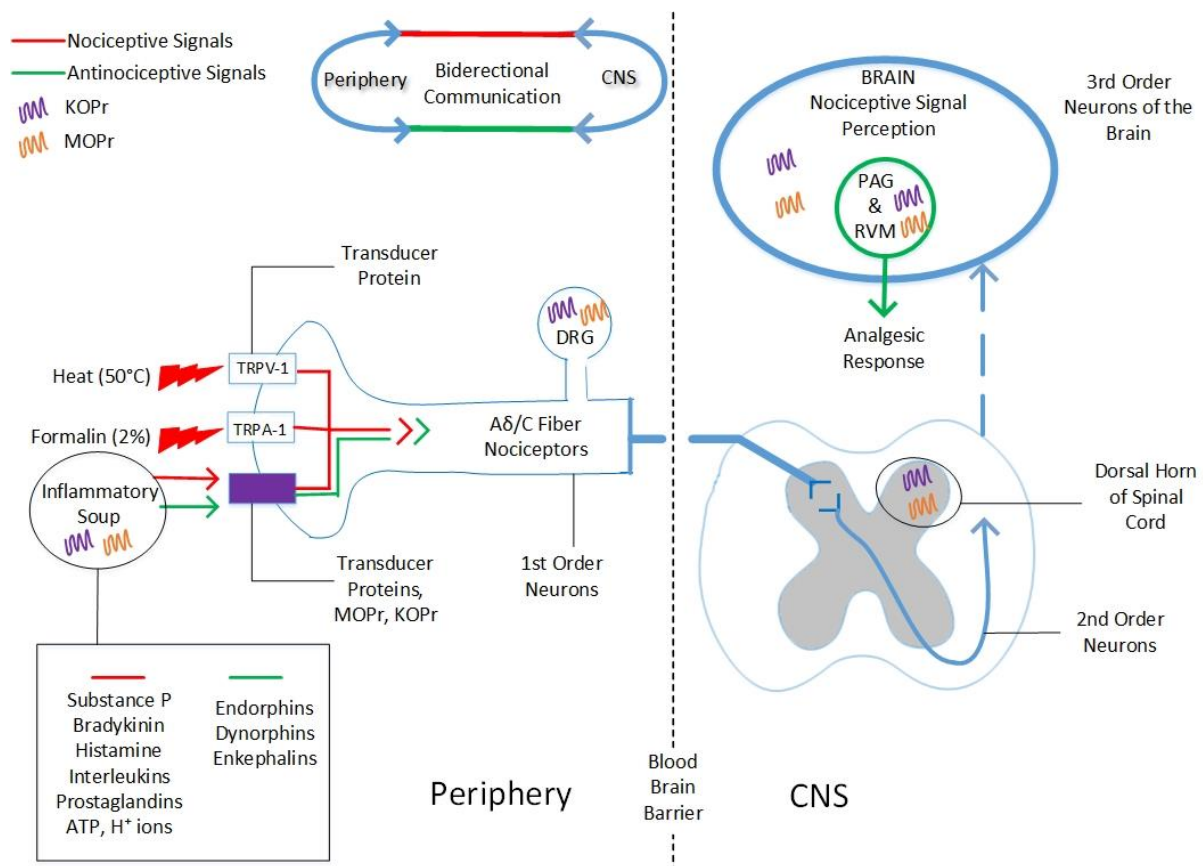 Nociceptive Signals
Antinociceptive Signals
KOPr
MOPr
Periphery
Biderectional
Communication
CNS
BRAIN
Nociceptive Signal
Perception
PAG
&
RVM
3rd Order
Neurons of the
Brain
Analgesic
Response
Transducer
Protein
DRG
Heat (50°C)
TRPV-1
Formalin (2%)
TRPA-1
Aδ/C Fiber
Nociceptors
Inflammatory
Soup
Dorsal Horn
of Spinal
Cord
Transducer
Proteins,
MOPr, KOPr
1st Order
Neurons
2nd Order
Neurons
Substance P
Bradykinin
Histamine
Interleukins
Prostaglandins
ATP, H⁺ ions
Endorphins
Dynorphins
Enkephalins
Periphery
Blood
Brain
Barrier
CNS